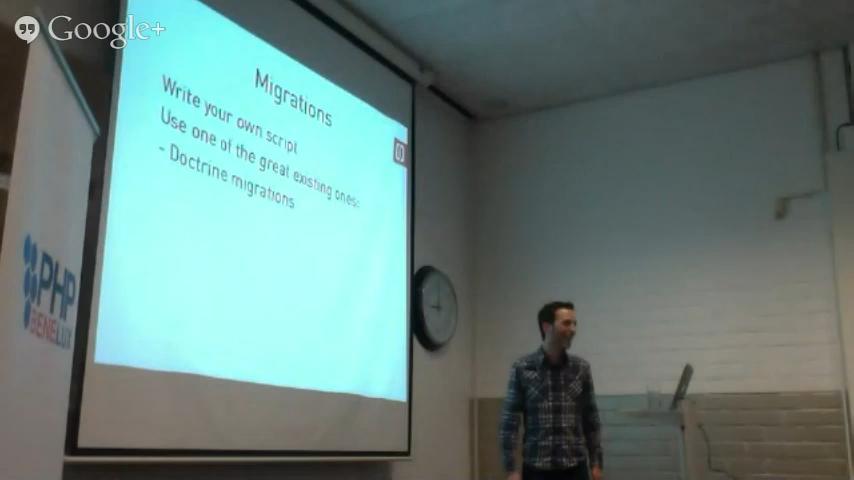 Google+
Migrations
Write your own script
Use one of the great existing ones:
- Doctrine migrations
PHP
BENELUX